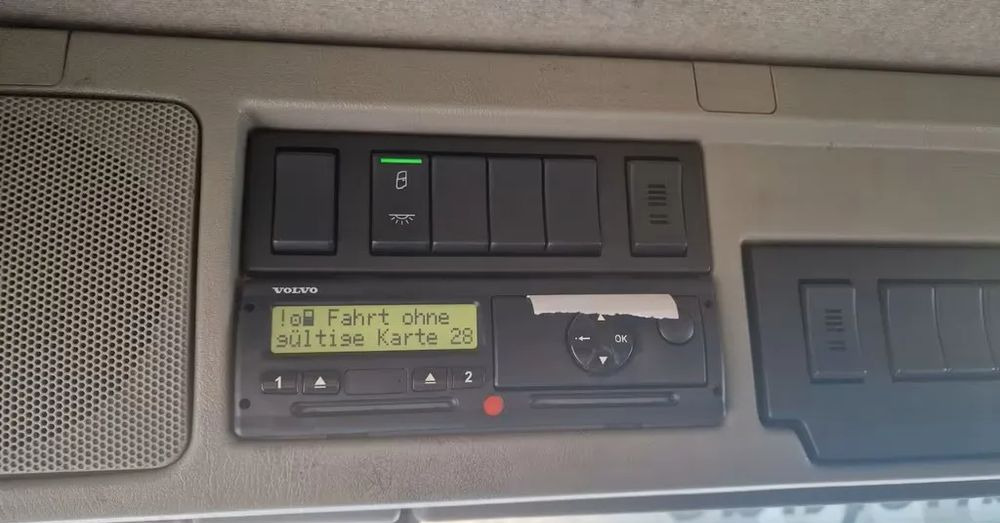 VOLVO
! Fahrt ohne
gültige Karte 28
OK
1
2